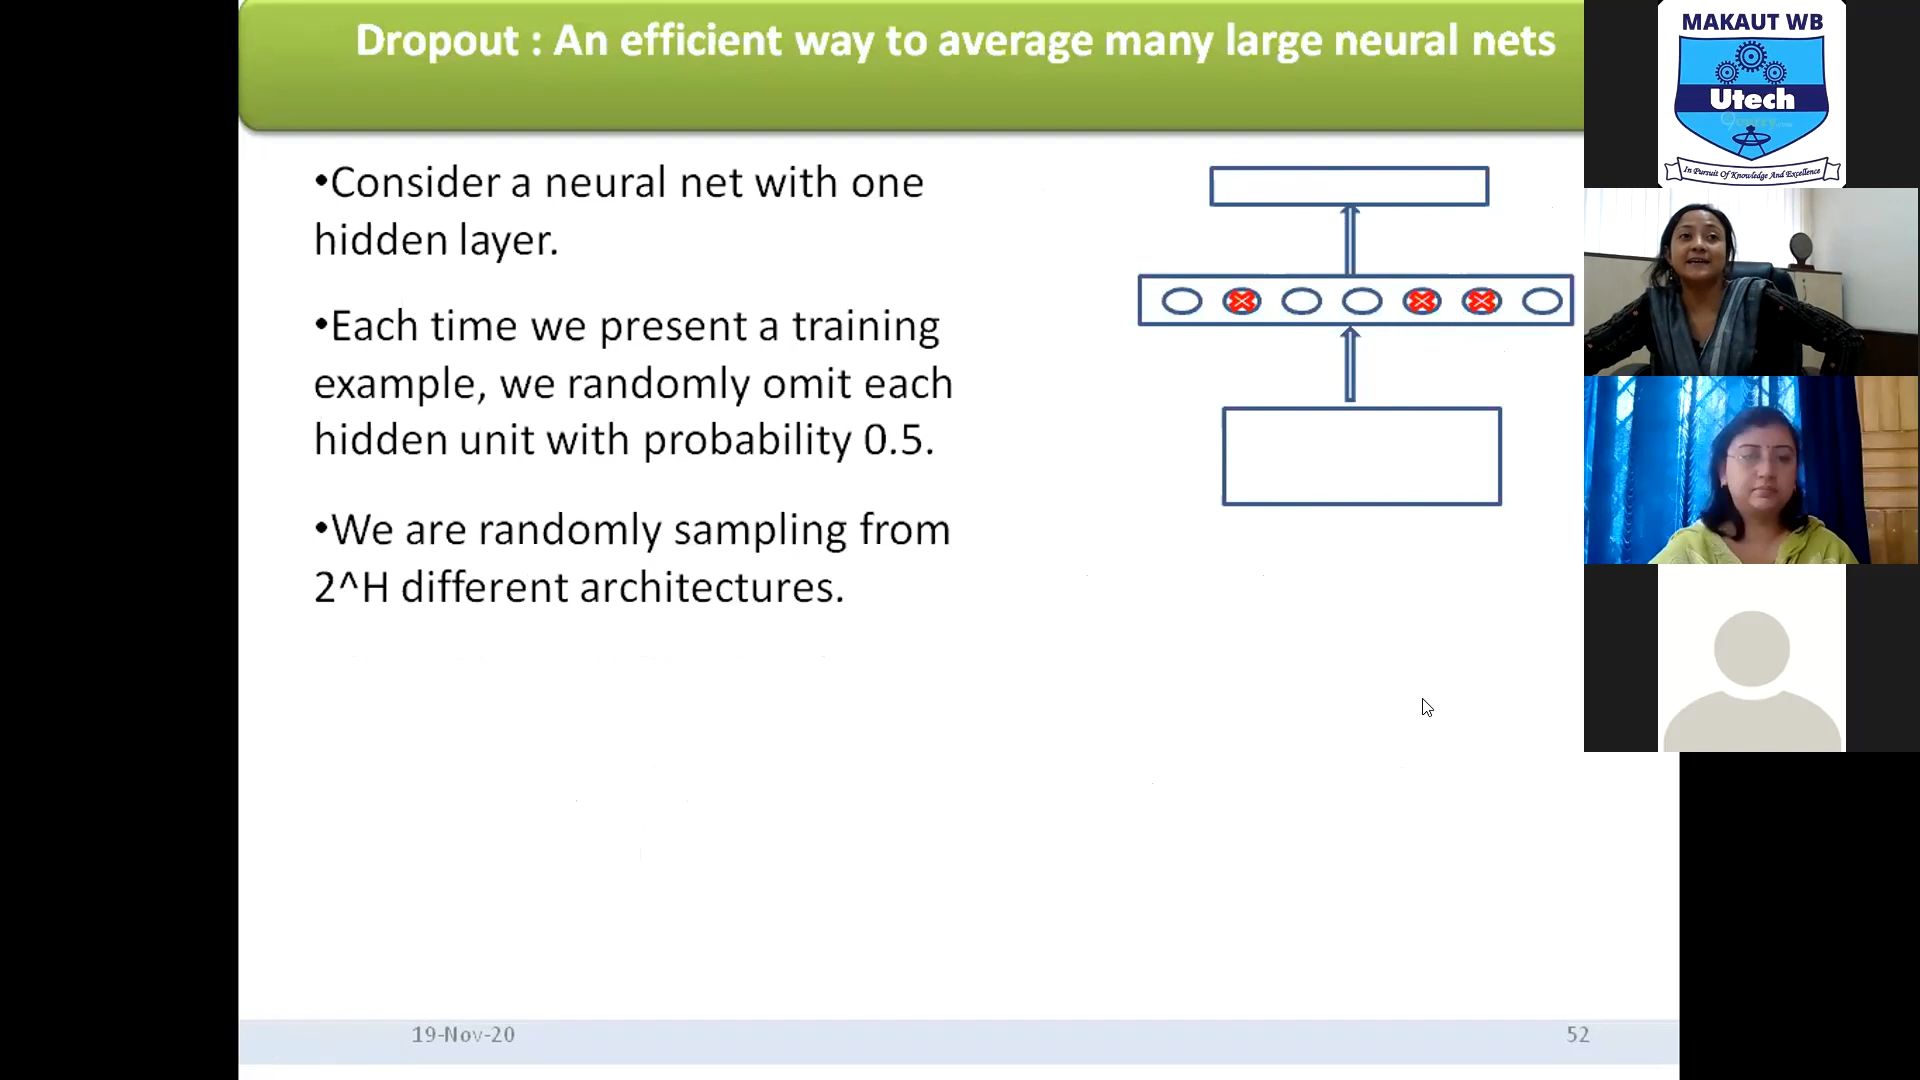 Dropout : An efficient way to average many large neural nets
•Consider a neural net with one
hidden layer.
•Each time we present a training
example, we randomly omit each
hidden unit with probability 0.5.
•We are randomly sampling from
2^H different architectures.
19-Nov-20
52
MAKAUT WB
Utech
In Pursuit Of Knowledge And Excellence